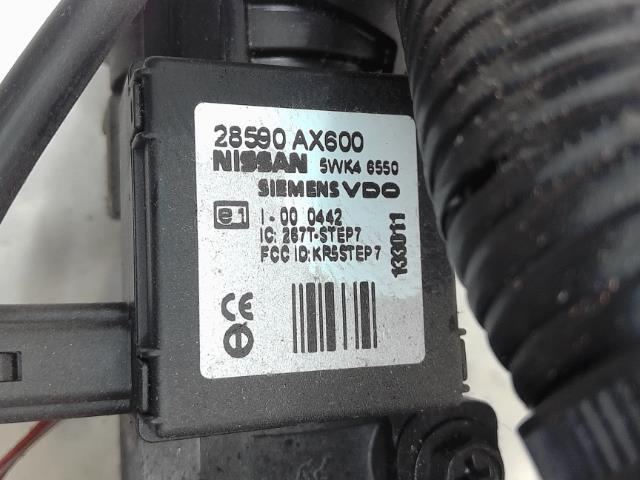 28590 AX600
NISSAN 5WK4 6550
SIEMENS VDO
e1 I-00 0442
IC: 267T-STEP7
FCC ID:KR5STEP7
133011
CE